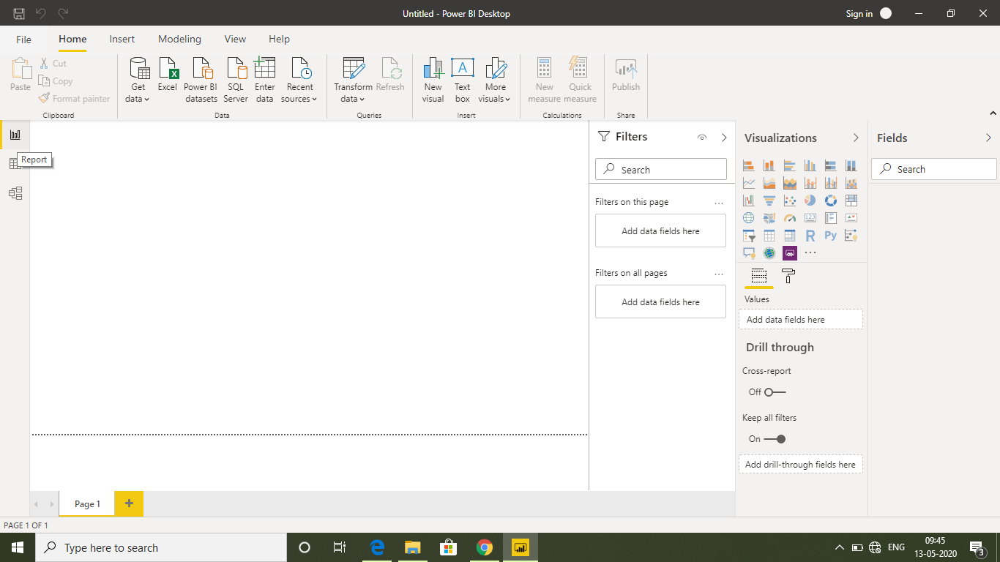 Untitled - Power BI Desktop
Sign in
File
Home
Insert
Modeling
View
Help
Paste
Cut
Copy
Format painter
Clipboard
Get
data
Excel
Power BI
datasets
SQL
Server
Enter
data
Recent
sources
Data
Transform
data
Refresh
Queries
New
visual
Text
box
More
visuals
Insert
New
measure
Quick
measure
Calculations
Publish
Share
Report
Filters
Search
Filters on this page
...
Add data fields here
Filters on all pages
...
Add data fields here
Visualizations
123
R
Py
...
Values
Add data fields here
Drill through
Cross-report
Off
Keep all filters
On
Add drill-through fields here
Fields
Search
Page 1
PAGE 1 OF 1
Type here to search
ENG
09:45
13-05-2020
3